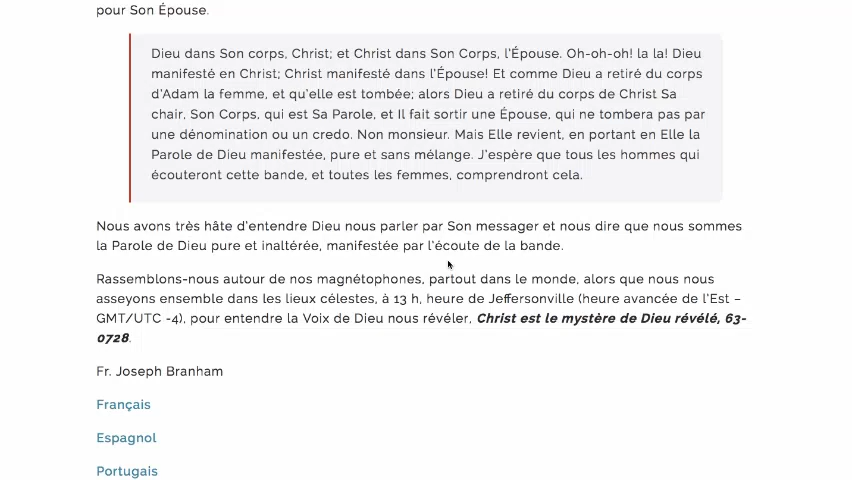 pour Son Épouse.
Dieu dans Son corps, Christ; et Christ dans Son Corps, l'Épouse. Oh-oh-oh! la la! Dieu
manifesté en Christ; Christ manifesté dans l'Épouse! Et comme Dieu a retiré du corps
d'Adam la femme, et qu'elle est tombée; alors Dieu a retiré du corps de Christ Sa
chair, Son Corps, qui est Sa Parole, et Il fait sortir une Épouse, qui ne tombera pas par
une dénomination ou un credo. Non monsieur. Mais Elle revient, en portant en Elle la
Parole de Dieu manifestée, pure et sans mélange. J'espère que tous les hommes qui
écouteront cette bande, et toutes les femmes, comprendront cela.
Nous avons très hâte d'entendre Dieu nous parler par Son messager et nous dire que nous sommes
la Parole de Dieu pure et inaltérée, manifestée par l'écoute de la bande.
Rassemblons-nous autour de nos magnétophones, partout dans le monde, alors que nous nous
asseyons ensemble dans les lieux célestes, à 13 h, heure de Jeffersonville (heure avancée de l'Est –
GMT/UTC -4), pour entendre la Voix de Dieu nous révéler, Christ est le mystère de Dieu révélé, 63-
0728.
Fr. Joseph Branham
Français
Espagnol
Portugais